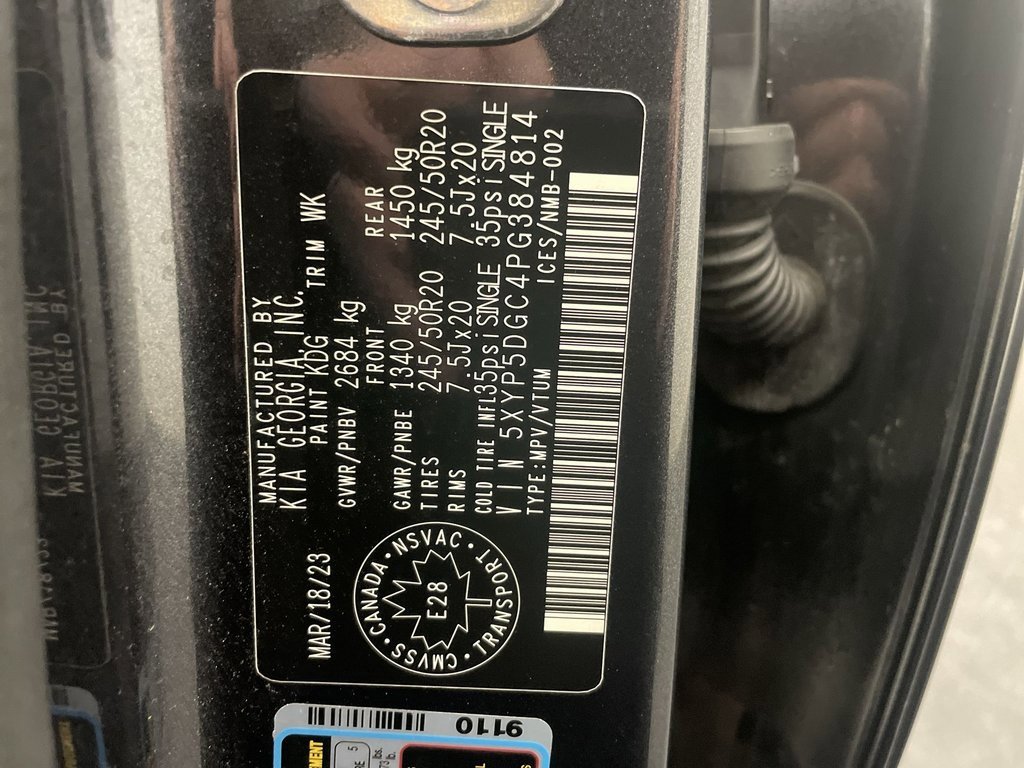 MANUFACTURED BY
MAR/18/23 KIA GEORGIA INC.
PAINT KDG TRIM WK
GVWR/PNBV 2684 kg
FRONT REAR
GAWR/PNBE 1340 kg 1450 kg
TIRES 245/50R20 245/50R20
RIMS 7.5Jx20 7.5Jx20
COLD TIRE INFL 35psi SINGLE 35psi SINGLE
VIN 5XYP5DGC4PG384814
TYPE:MPV/VTUM ICES/NMB-002
CANADA · NSVAC · TRANSPORT · CMVSS ·
E28
9110